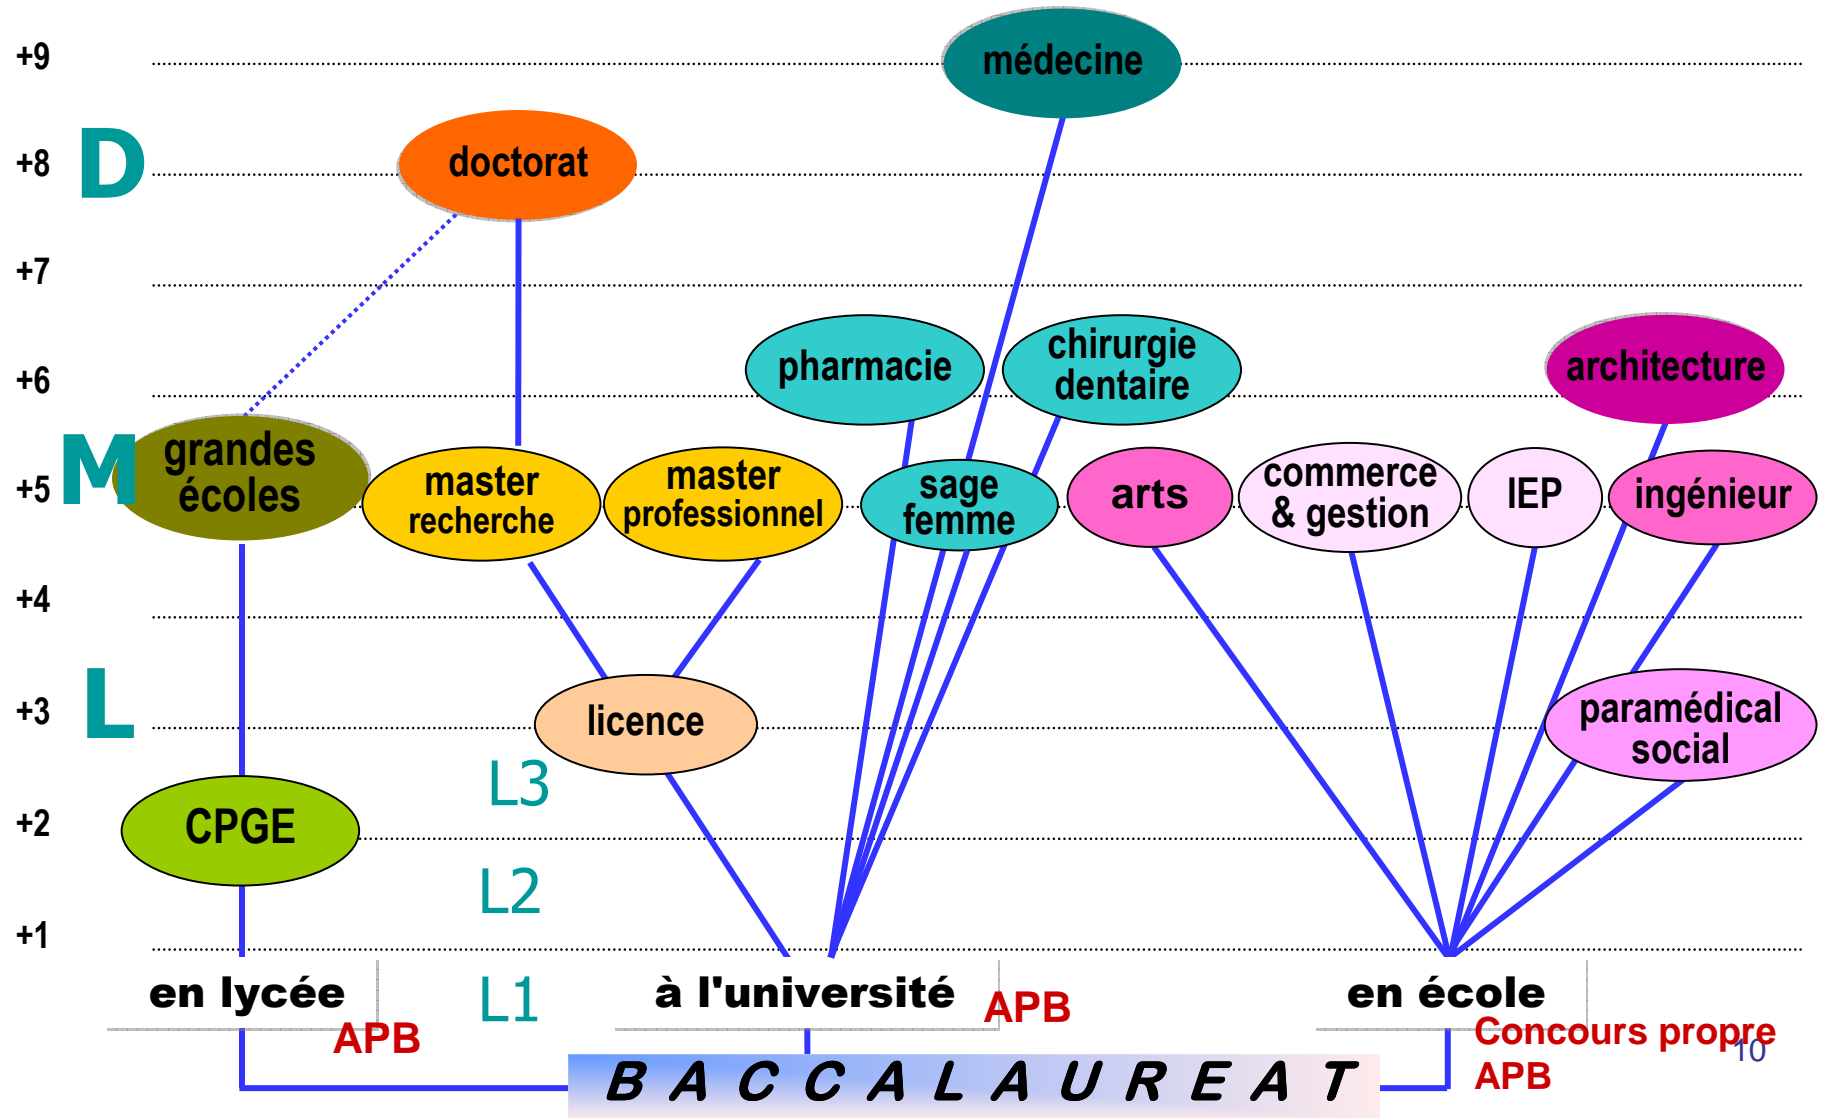 +9
médecine
D
+8
doctorat
+7
pharmacie
chirurgie
dentaire
architecture
+6
M
+5
grandes
écoles
master
recherche
master
professionnel
sage
femme
arts
commerce
& gestion
IEP
ingénieur
+4
L
+3
licence
paramédical
social
L3
+2
CPGE
L2
+1
en lycée
APB
L1
à l'université
APB
en école
Concours propre
APB
10
BACCALAUREAT